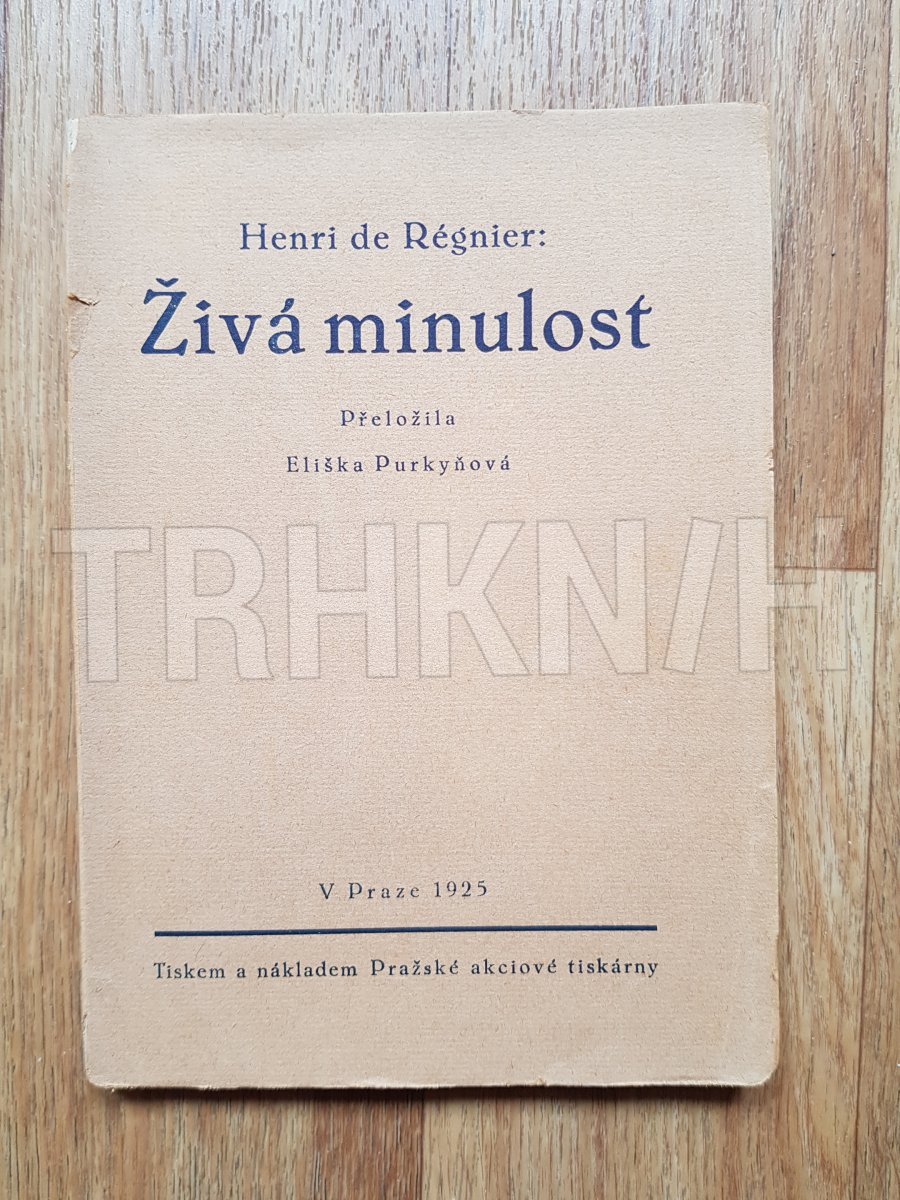 Henri de Régnier:
Živá minulost
Přeložila
Eliška Purkyňová
TRHKNIH
V Praze 1925
Tiskem a nákladem Pražské akciové tiskárny